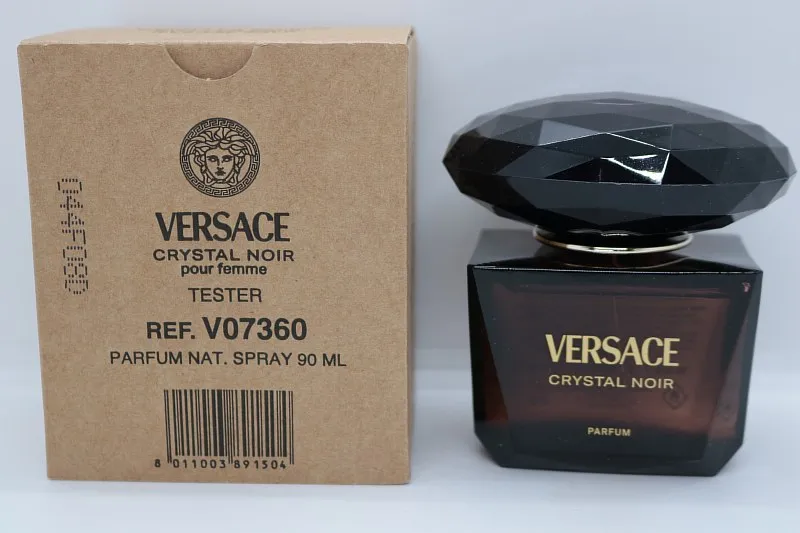 VERSACE
CRYSTAL NOIR
pour femme
TESTER
REF. V07360
PARFUM NAT. SPRAY 90 ML
8 011003 891504
VERSACE
CRYSTAL NOIR
PARFUM